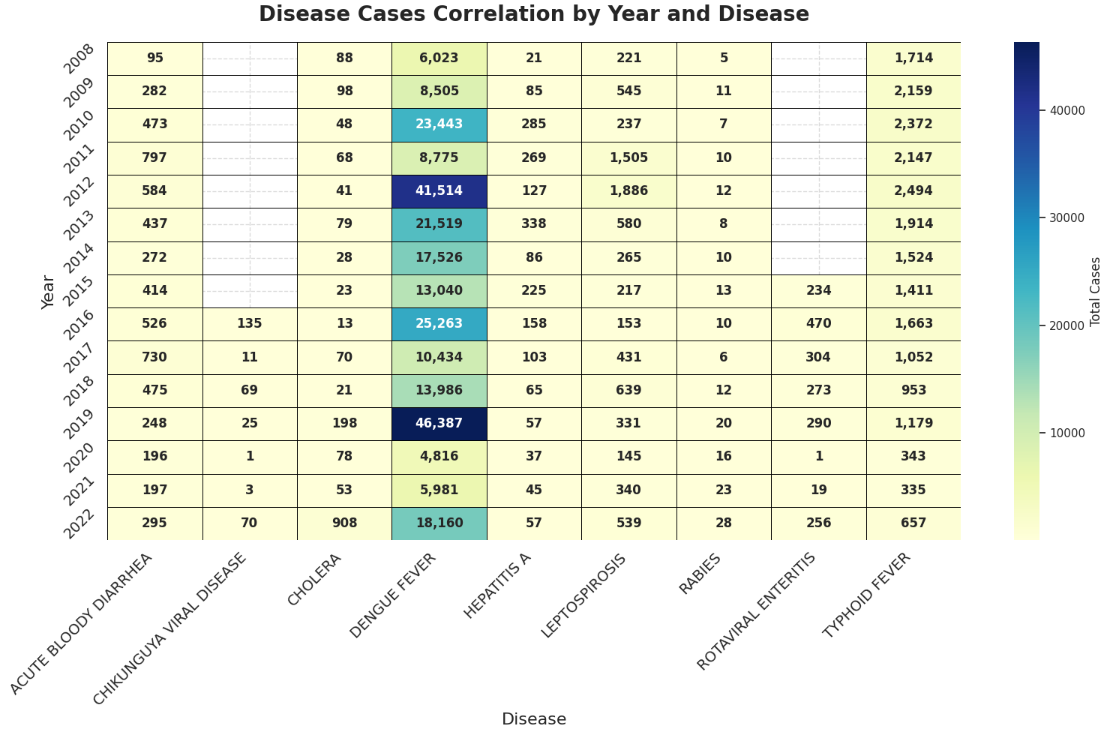 Disease Cases Correlation by Year and Disease
2008 95 88 6,023 21 221 5 1,714
2009 282 98 8,505 85 545 11 2,159
2010 473 48 23,443 285 237 7 2,372
2011 797 68 8,775 269 1,505 10 2,147
2012 584 41 41,514 127 1,886 12 2,494
2013 437 79 21,519 338 580 8 1,914
2014 272 28 17,526 86 265 10 1,524
2015 414 23 13,040 225 217 13 234 1,411
2016 526 135 13 25,263 158 153 10 470 1,663
2017 730 11 70 10,434 103 431 6 304 1,052
2018 475 69 21 13,986 65 639 12 273 953
2019 248 25 198 46,387 57 331 20 290 1,179
2020 196 1 78 4,816 37 145 16 1 343
2021 197 3 53 5,981 45 340 23 19 335
2022 295 70 908 18,160 57 539 28 256 657
Year
ACUTE BLOODY DIARRHEA
CHIKUNGUYA VIRAL DISEASE
CHOLERA
DENGUE FEVER
HEPATITIS A
LEPTOSPIROSIS
RABIES
ROTAVIRAL ENTERITIS
TYPHOID FEVER
Disease
40000
30000
20000
10000
Total Cases